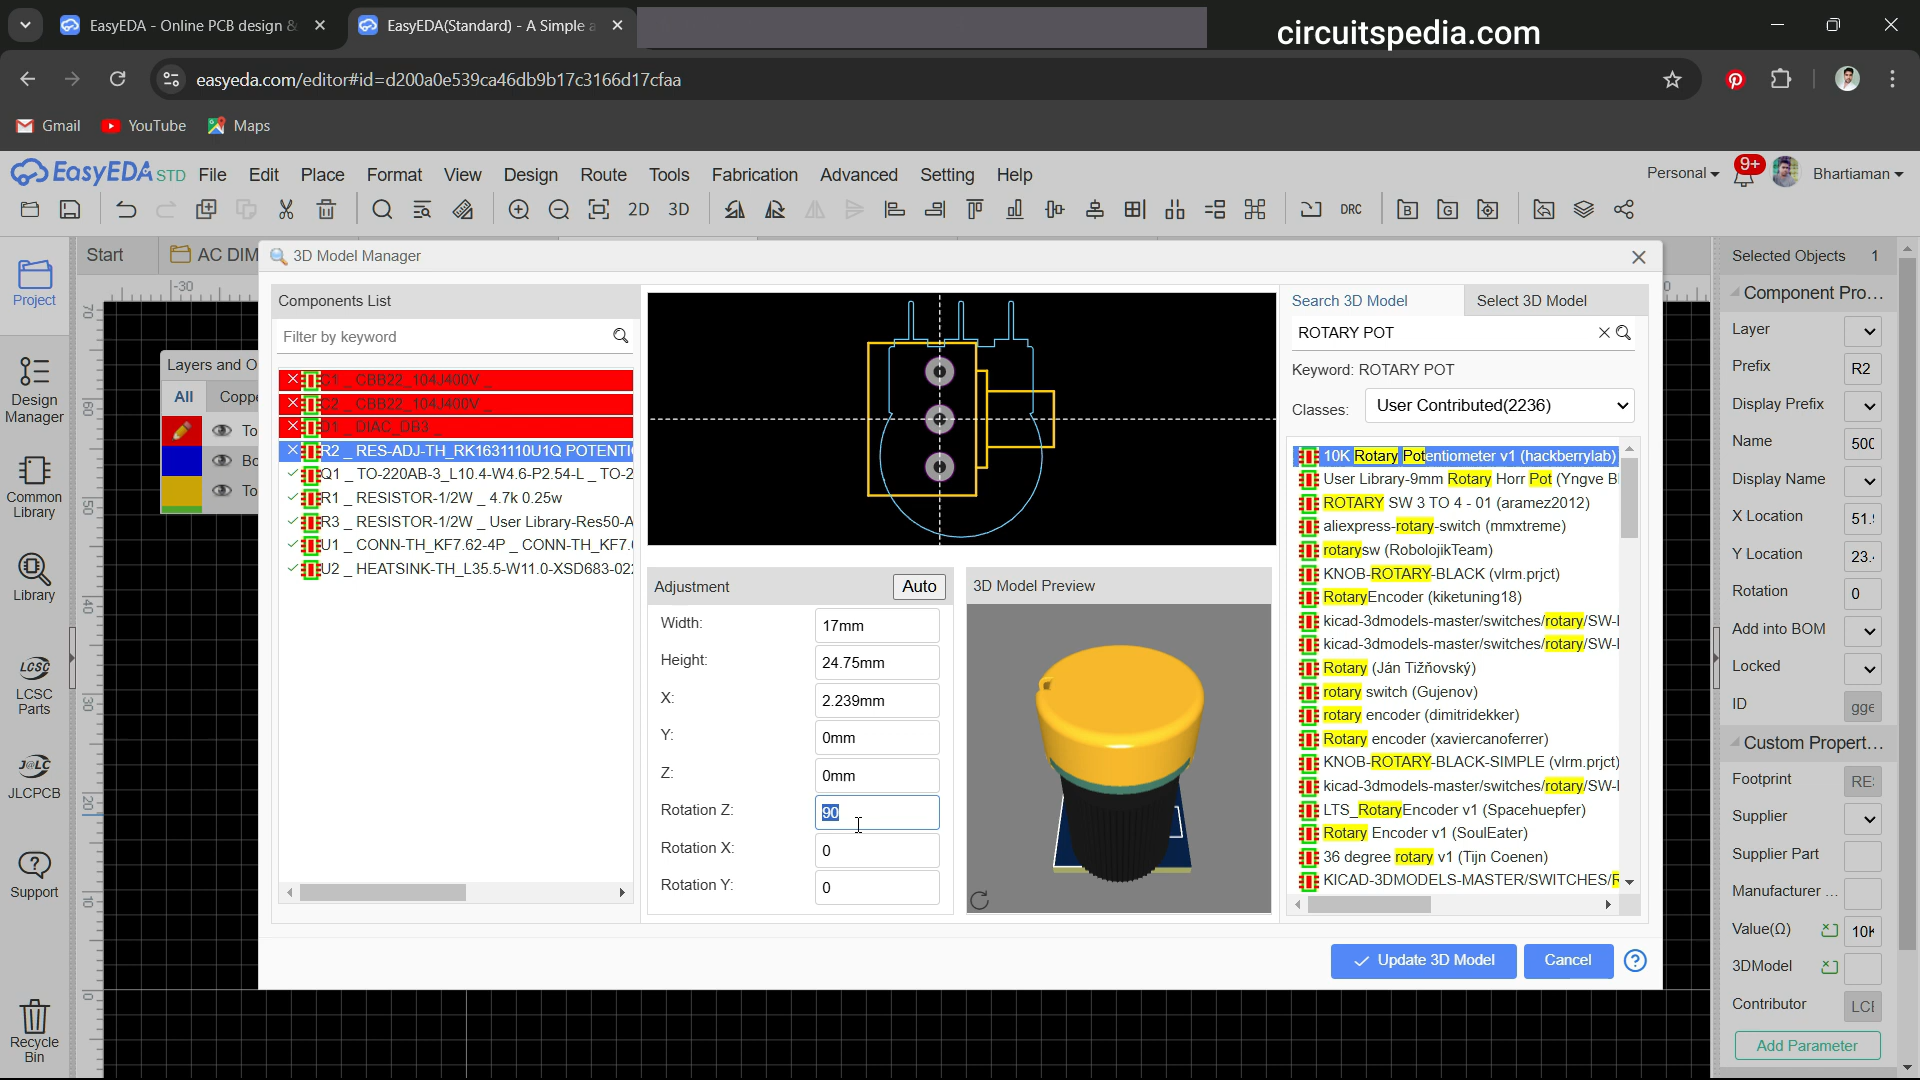 EasyEDA - Online PCB design &
EasyEDA(Standard) - A Simple a
circuitspedia.com
easyeda.com/editor#id=d200a0e539ca46db9b17c3166d17cfaa
Gmail
YouTube
Maps
EasyEDA STD
File
Edit
Place
Format
View
Design
Route
Tools
Fabrication
Advanced
Setting
Help
Personal
9+
Bhartiaman
2D
3D
DRC
B
G
Start
AC DIM
-30
Project
Design Manager
Common Library
Library
LCSC
LCSC Parts
J@LC
JLCPCB
Support
Recycle Bin
Layers and O
All
Coppe
To
Bo
To
3D Model Manager
Components List
Filter by keyword
C1 _ CBB22_104J400V _
C2 _ CBB22_104J400V _
D1 _ DIAC_DB3 _
R2 _ RES-ADJ-TH_RK1631110U1Q POTENTI
Q1 _ TO-220AB-3_L10.4-W4.6-P2.54-L _ TO-2
R1 _ RESISTOR-1/2W _ 4.7k 0.25w
R3 _ RESISTOR-1/2W _ User Library-Res50-A
U1 _ CONN-TH_KF7.62-4P _ CONN-TH_KF7.
U2 _ HEATSINK-TH_L35.5-W11.0-XSD683-02
Adjustment
Auto
Width:
17mm
Height:
24.75mm
X:
2.239mm
Y:
0mm
Z:
0mm
Rotation Z:
90
Rotation X:
0
Rotation Y:
0
3D Model Preview
Search 3D Model
Select 3D Model
ROTARY POT
Keyword: ROTARY POT
Classes:
User Contributed(2236)
10K Rotary Potentiometer v1 (hackberrylab)
User Library-9mm Rotary Horr Pot (Yngve B
ROTARY SW 3 TO 4 - 01 (aramez2012)
aliexpress-rotary-switch (mmxtreme)
rotarysw (RobolojikTeam)
KNOB-ROTARY-BLACK (vlrm.prjct)
RotaryEncoder (kiketuning18)
kicad-3dmodels-master/switches/rotary/SW-
kicad-3dmodels-master/switches/rotary/SW-
Rotary (Ján Tižňovský)
rotary switch (Gujenov)
rotary encoder (dimitridekker)
Rotary encoder (xaviercanoferrer)
KNOB-ROTARY-BLACK-SIMPLE (vlrm.prjct)
kicad-3dmodels-master/switches/rotary/SW-
LTS_RotaryEncoder v1 (Spacehuepfer)
Rotary Encoder v1 (SoulEater)
36 degree rotary v1 (Tijn Coenen)
KICAD-3DMODELS-MASTER/SWITCHES/R
Update 3D Model
Cancel
?
Selected Objects 1
Component Pro...
Layer
Prefix
R2
Display Prefix
Name
500
Display Name
X Location
51.
Y Location
23.
Rotation
0
Add into BOM
Locked
ID
gge
Custom Propert...
Footprint
RE
Supplier
Supplier Part
Manufacturer ...
Value(Ω)
10K
3DModel
Contributor
LC
Add Parameter